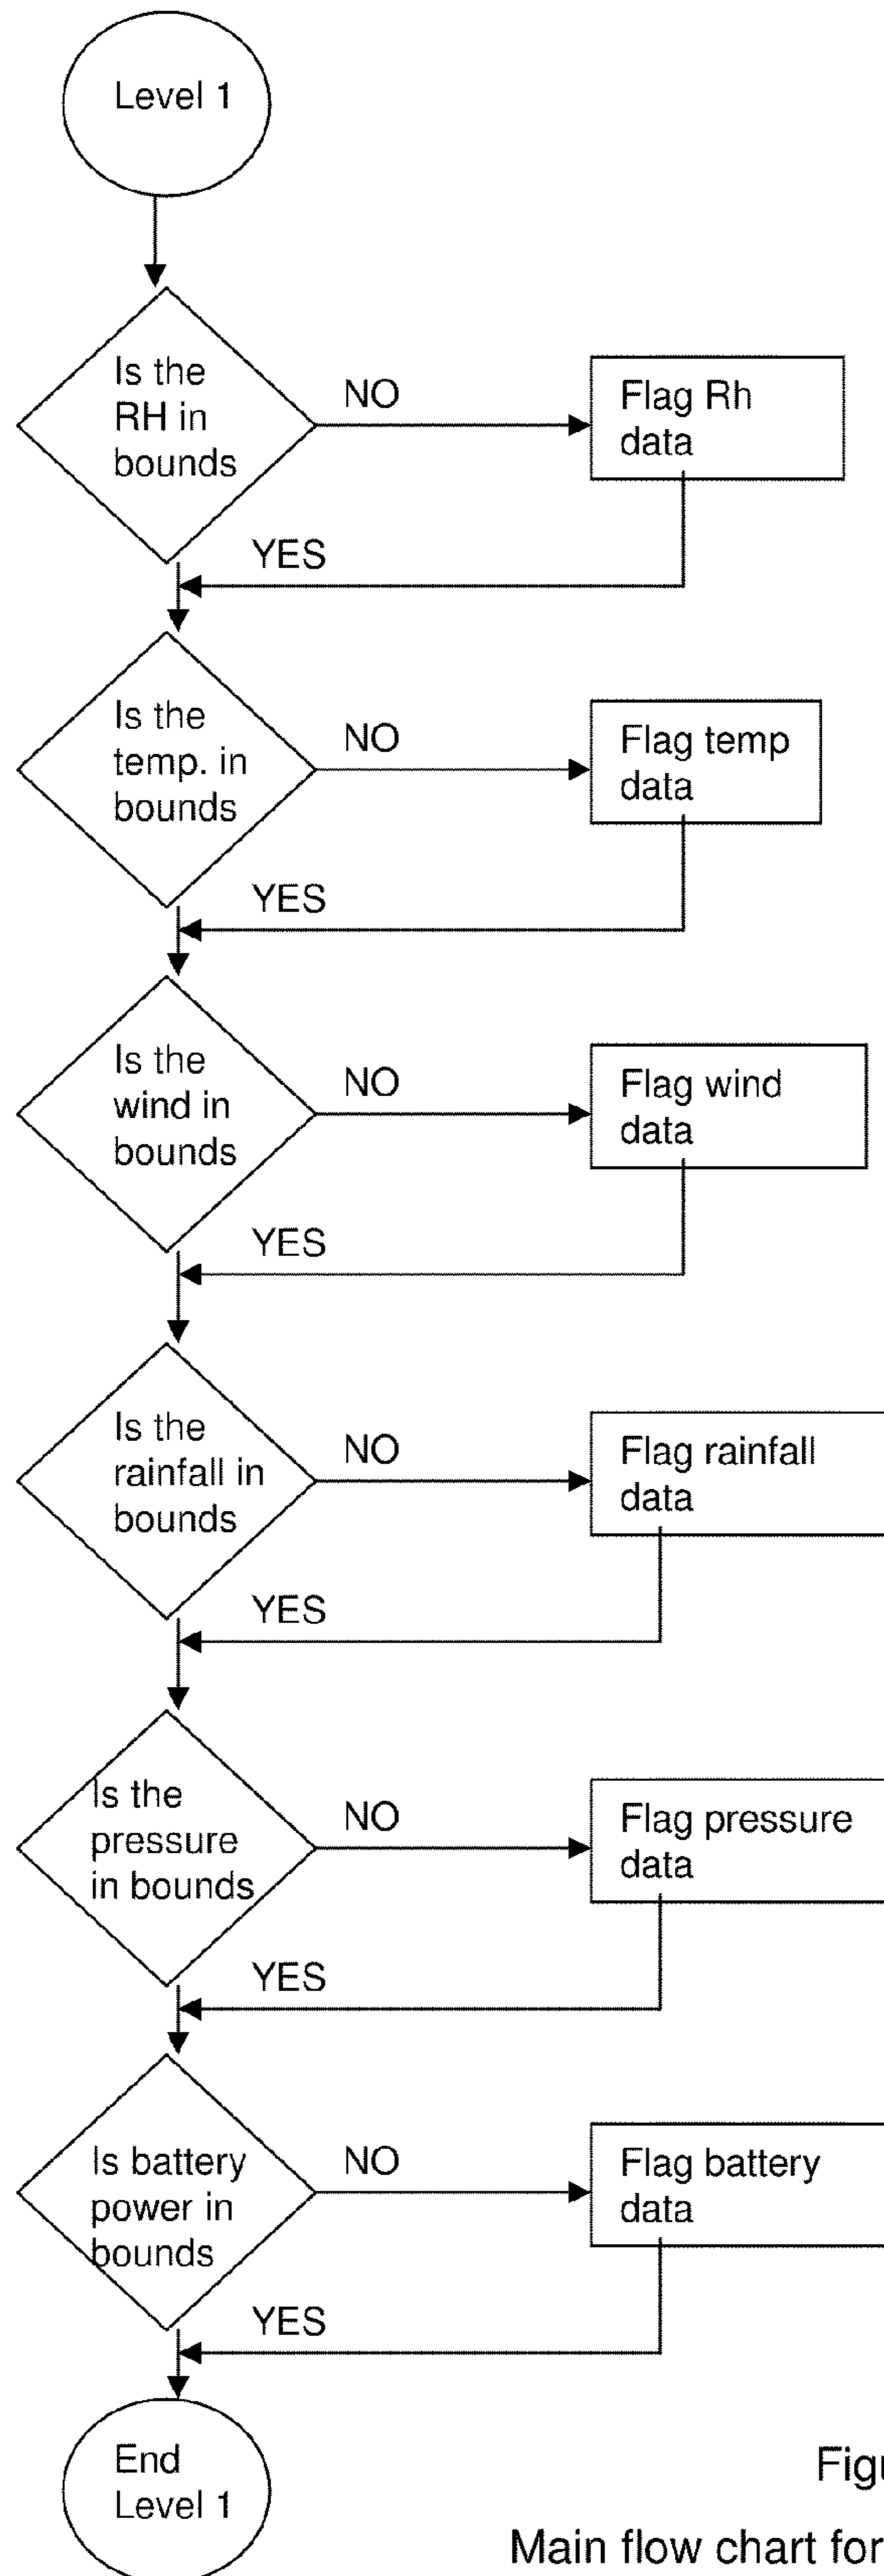 Level 1
Is the
RH in
bounds
NO
Flag Rh
data
YES
Is the
temp. in
bounds
NO
Flag temp
data
YES
Is the
wind in
bounds
NO
Flag wind
data
YES
Is the
rainfall in
bounds
NO
Flag rainfall
data
YES
Is the
pressure
in bounds
NO
Flag pressure
data
YES
Is battery
power in
bounds
NO
Flag battery
data
YES
End
Level 1
Main flow chart for